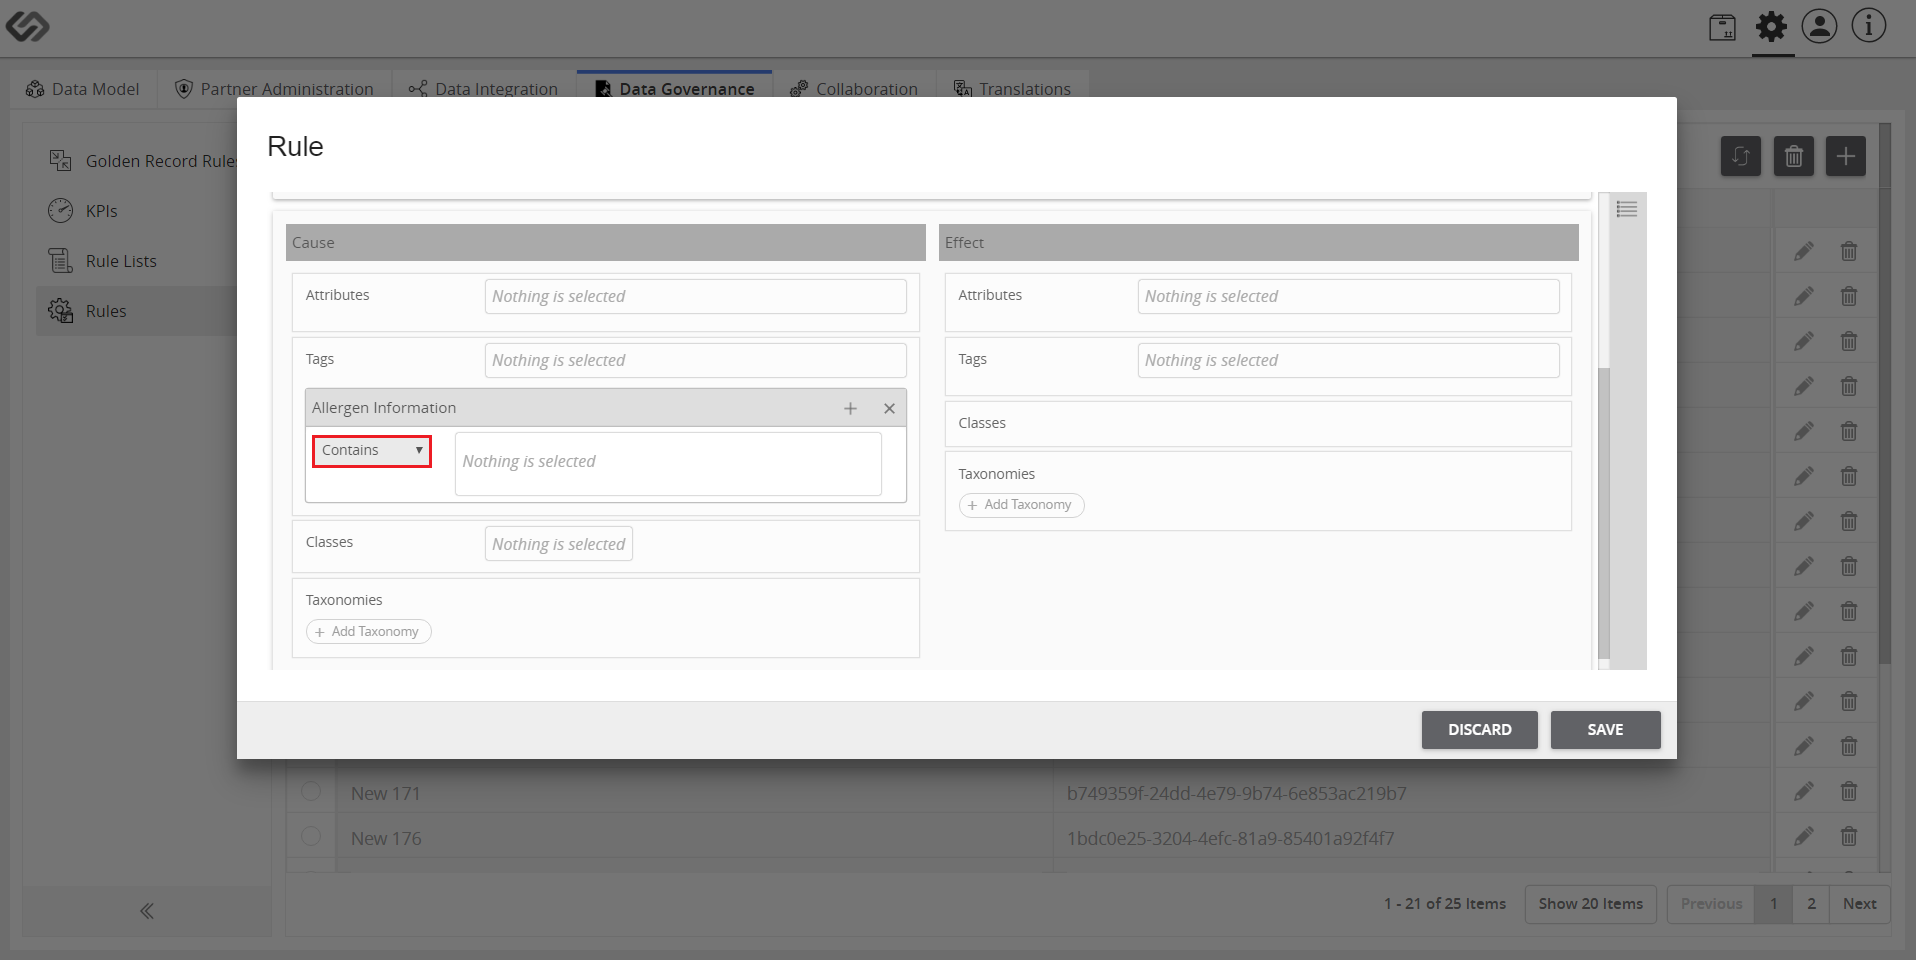 Data Model
Partner Administration
Data Integration
Data Governance
Collaboration
Translations
Golden Record Rules
KPIs
Rule Lists
Rules
Rule
Cause
Effect
Attributes
Nothing is selected
Attributes
Nothing is selected
Tags
Nothing is selected
Tags
Nothing is selected
Allergen Information
Contains
Nothing is selected
Classes
Nothing is selected
Classes
Taxonomies
+ Add Taxonomy
Taxonomies
+ Add Taxonomy
DISCARD
SAVE
New 171
b749359f-24dd-4e79-9b74-6e853ac219b7
New 176
1bdc0e25-3204-4efc-81a9-85401a92f4f7
1 - 21 of 25 Items
Show 20 Items
Previous
1
2
Next